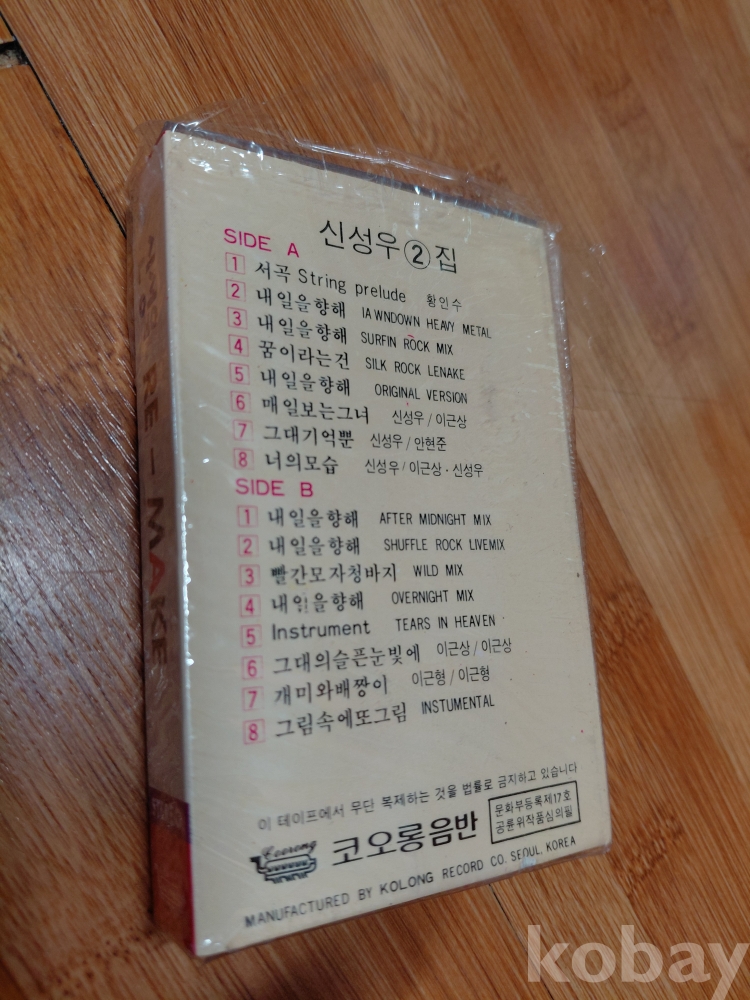 신성우 ② 집
SIDE A
1 서곡 String prelude 황인수
2 내일을향해 IA WNDOWN HEAVY METAL
3 내일을향해 SURFIN ROCK MIX
4 꿈이라는건 SILK ROCK LENAKE
5 내일을향해 ORIGINAL VERSION
6 매일보는그녀 신성우/이근상
7 그대기억뿐 신성우/안현준
8 너의모습 신성우/이근상·신성우
SIDE B
1 내일을향해 AFTER MIDNIGHT MIX
2 내일을향해 SHUFFLE ROCK LIVEMIX
3 빨간모자청바지 WILD MIX
4 내일을향해 OVERNIGHT MIX
5 Instrument TEARS IN HEAVEN
6 그대의슬픈눈빛에 이근상/이근상
7 개미와배짱이 이근형/이근형
8 그림속에또그림 INSTUMENTAL
이 테이프에서 무단 복제하는 것을 법률로 금지하고 있습니다
코오롱음반
문화부등록제17호
공륜위작품심의필
MANUFACTURED BY KOLONG RECORD CO. SEOUL, KOREA
RE-MAKE
kobay